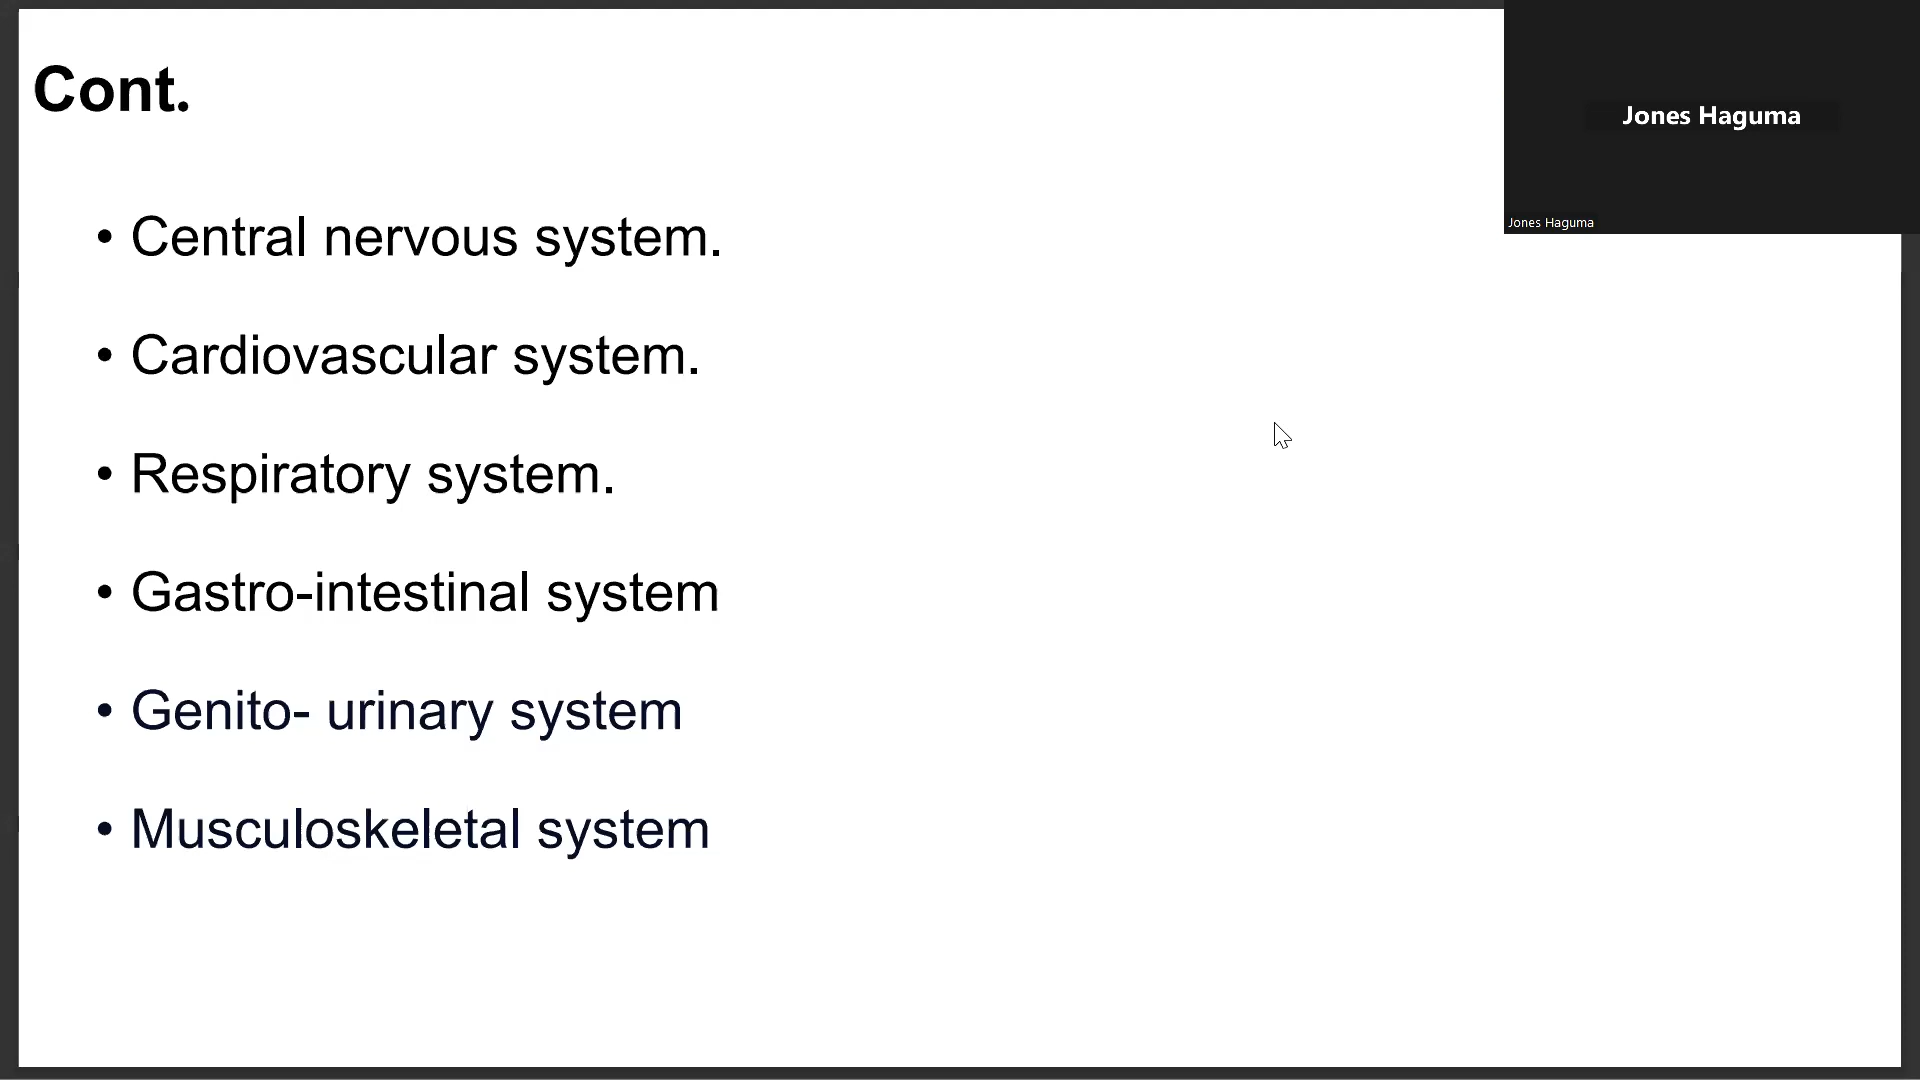 Cont.
Jones Haguma
Jones Haguma
• Central nervous system.
• Cardiovascular system.
• Respiratory system.
• Gastro-intestinal system
• Genito- urinary system
• Musculoskeletal system